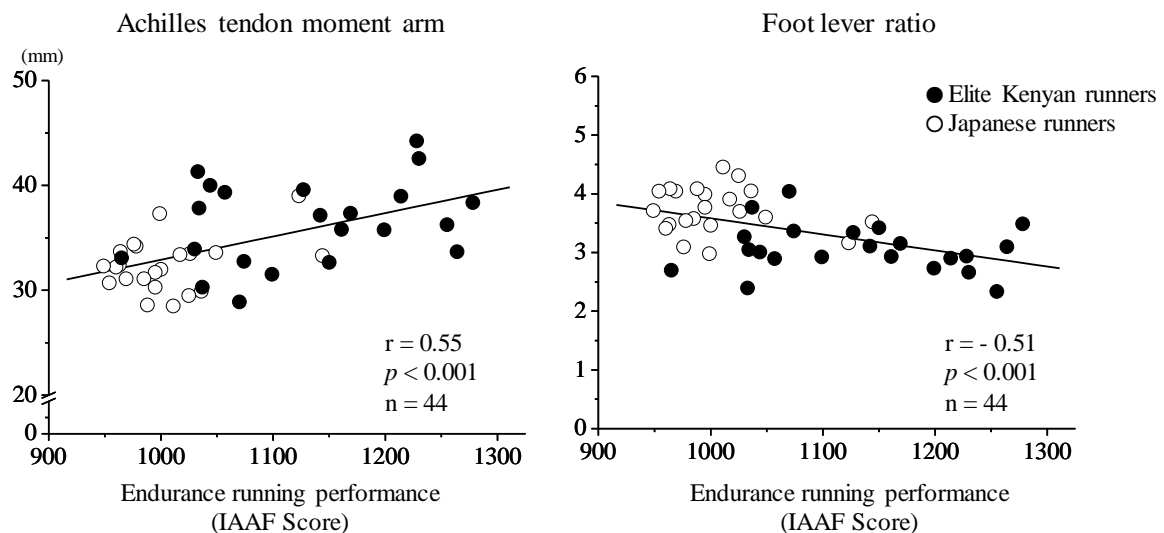 Achilles tendon moment arm
(mm)
50
40
30
20
0
900
1000
1100
1200
1300
r = 0.55
p < 0.001
n = 44
Endurance running performance
(IAAF Score)
Foot lever ratio
6
5
4
3
2
1
0
900
1000
1100
1200
1300
Elite Kenyan runners
Japanese runners
r = - 0.51
p < 0.001
n = 44
Endurance running performance
(IAAF Score)